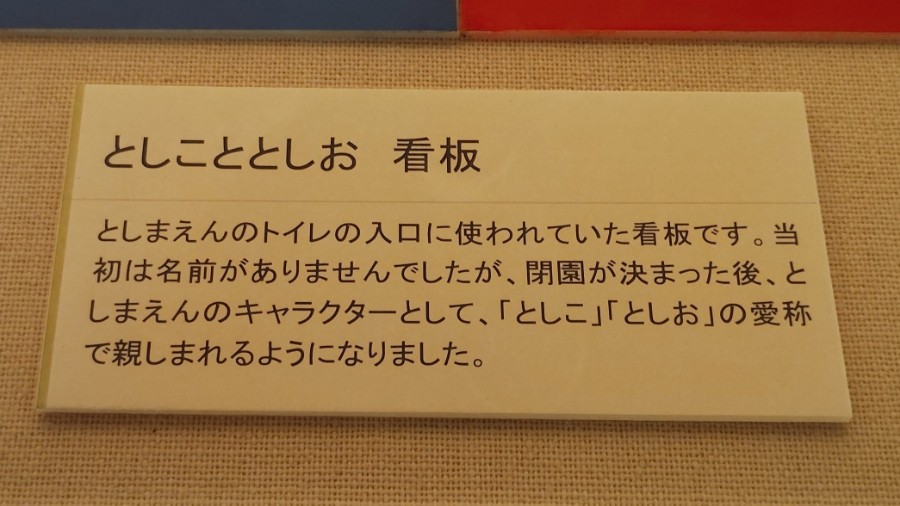 としこととしお　看板
としまえんのトイレの入口に使われていた看板です。当
初は名前がありませんでしたが、閉園が決まった後、と
しまえんのキャラクターとして、「としこ」「としお」の愛称
で親しまれるようになりました。